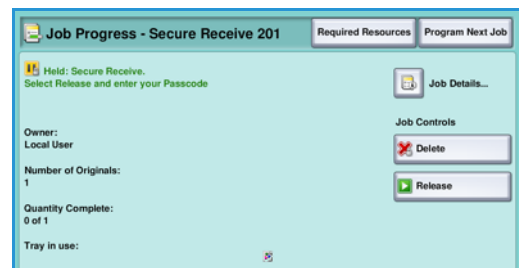 Job Progress - Secure Receive 201
Required Resources
Program Next Job
Held: Secure Receive.
Select Release and enter your Passcode
Job Details...
Job Controls
Owner:
Local User
Delete
Number of Originals:
1
Release
Quantity Complete:
0 of 1
Tray in use: